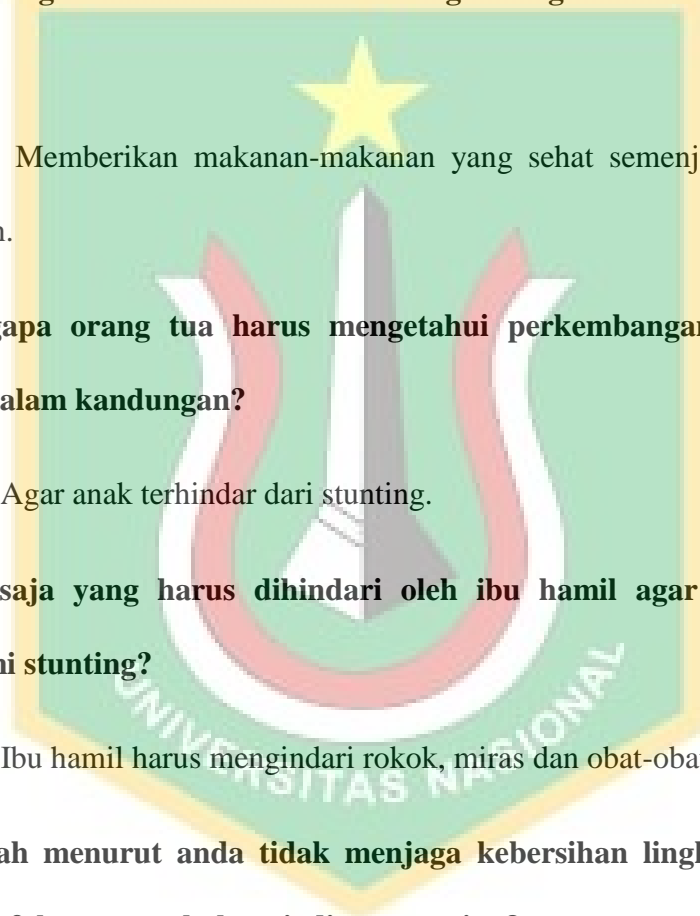 Memberikan makanan-makanan yang sehat semenj
n.
gapa orang tua harus mengetahui perkembangan
alam kandungan?
Agar anak terhindar dari stunting.
saja yang harus dihindari oleh ibu hamil agar
ni stunting?
UNIVERSITAS NASIONAL
Ibu hamil harus mengindari rokok, miras dan obat-obat
ah menurut anda tidak menjaga kebersihan lingk